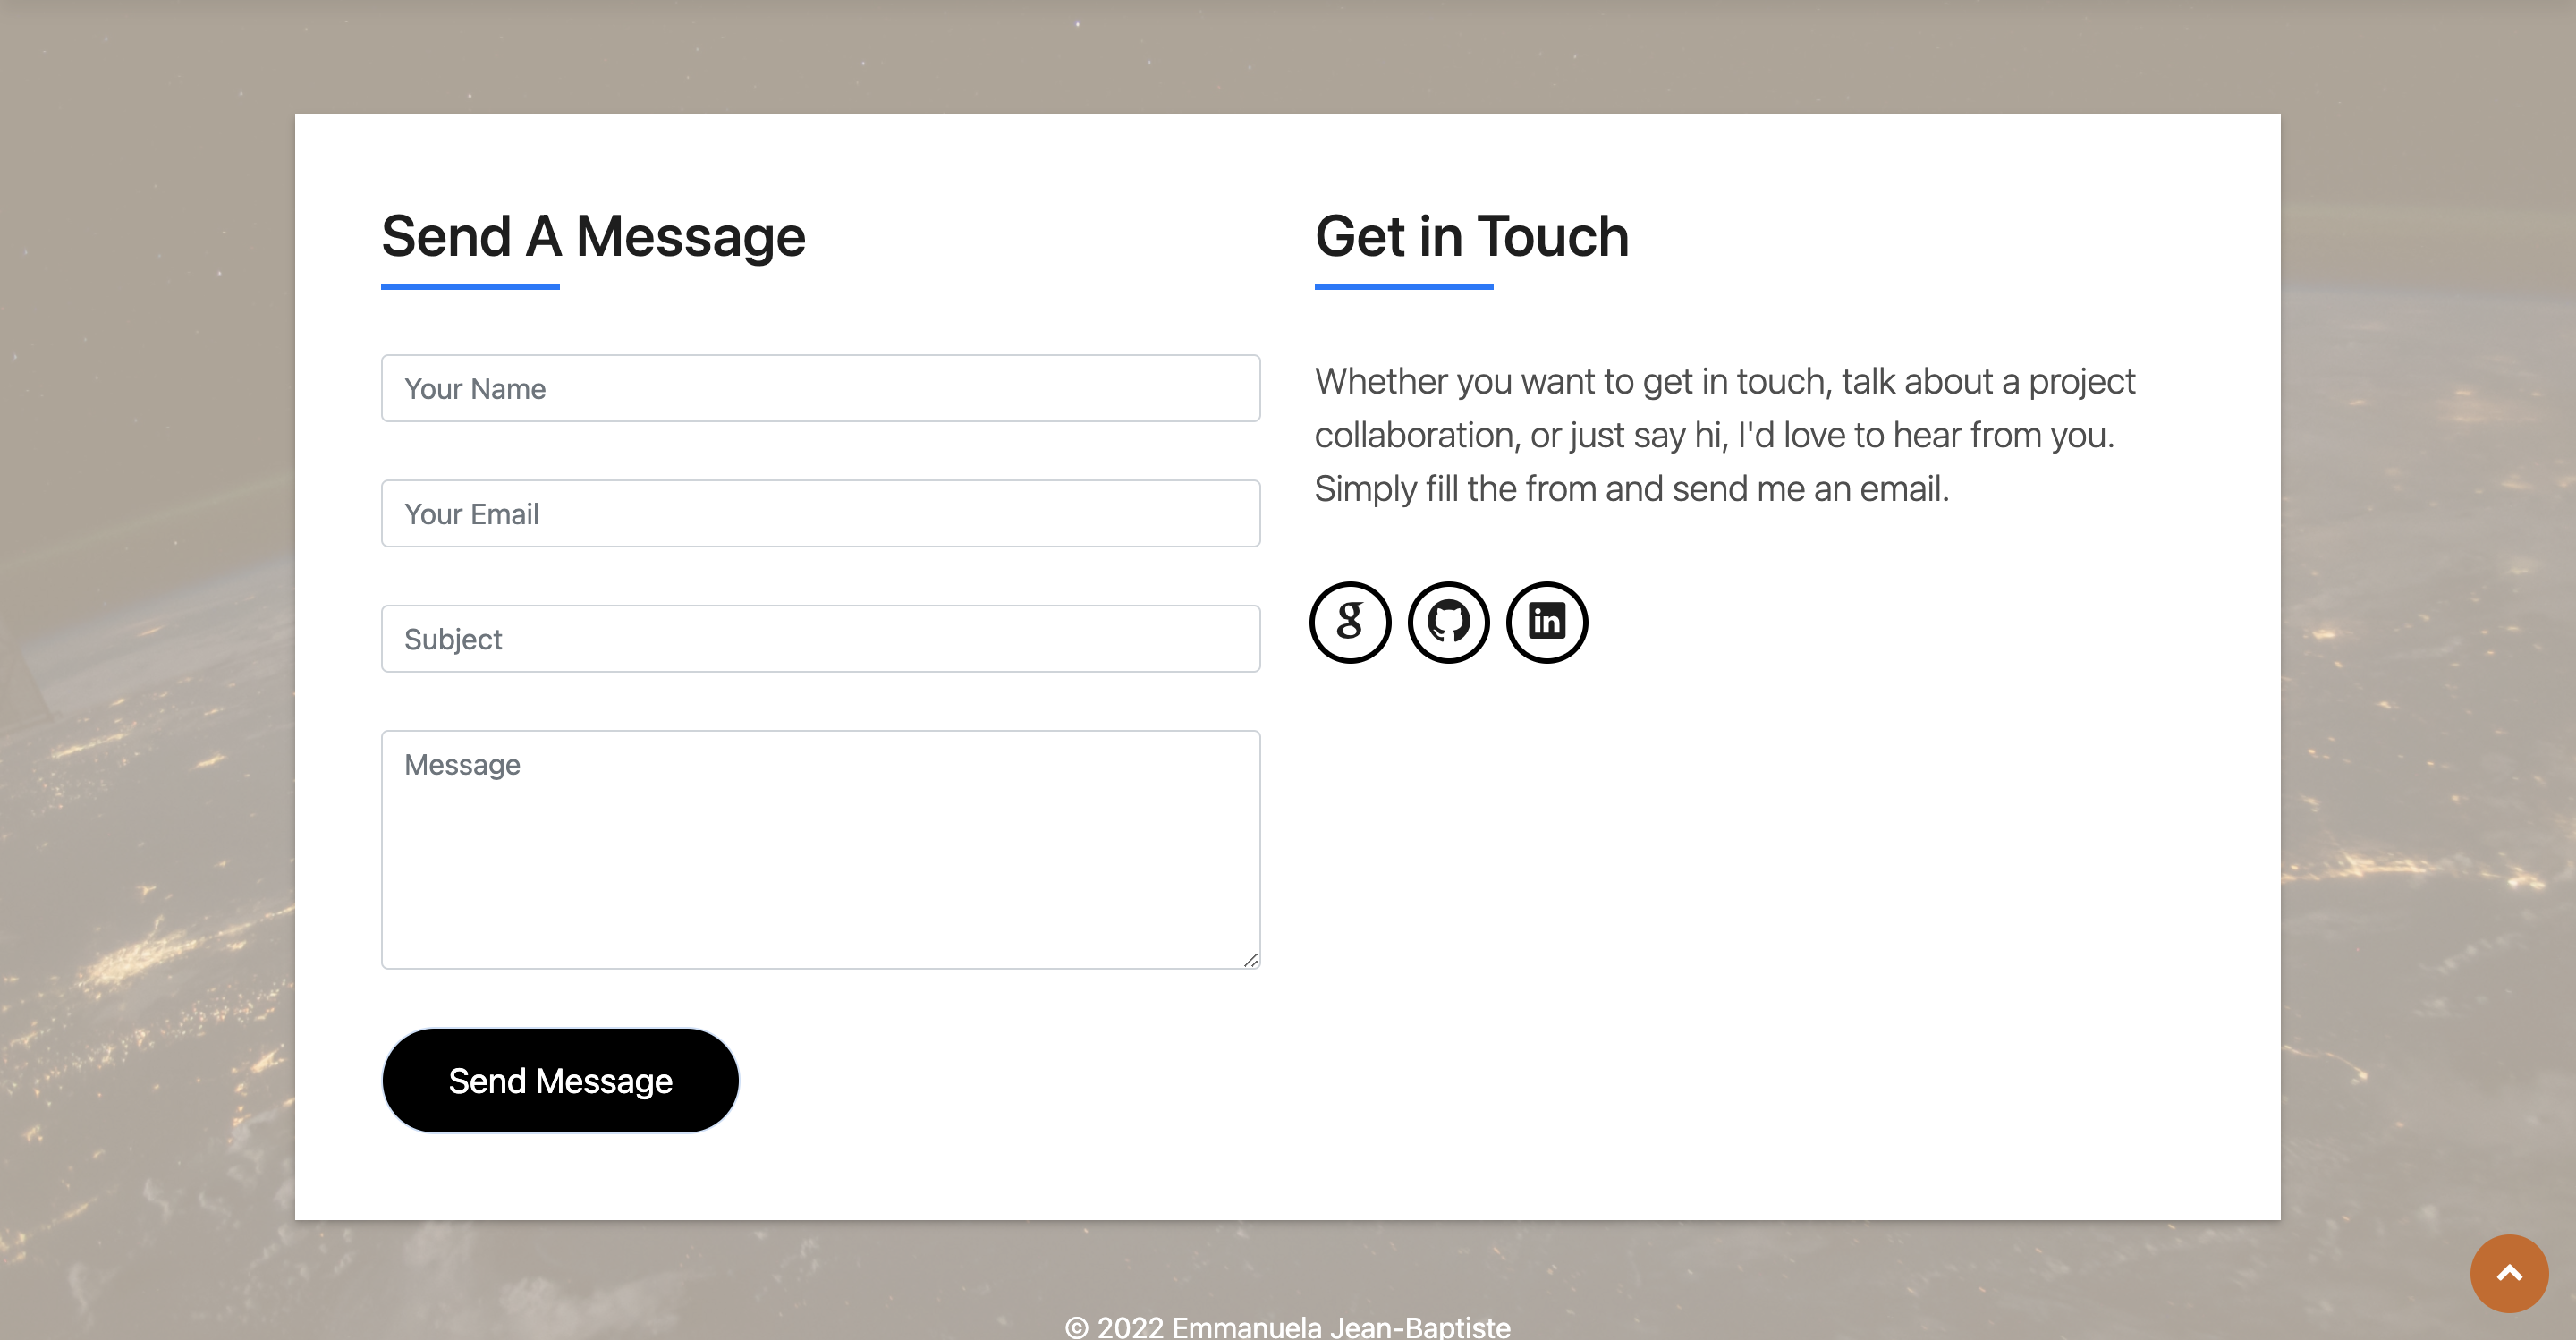 Send A Message
Your Name
Your Email
Subject
Message
Send Message
Get in Touch
Whether you want to get in touch, talk about a project
collaboration, or just say hi, I'd love to hear from you.
Simply fill the from and send me an email.
g
in
© 2022 Emmanuela Jean-Baptiste